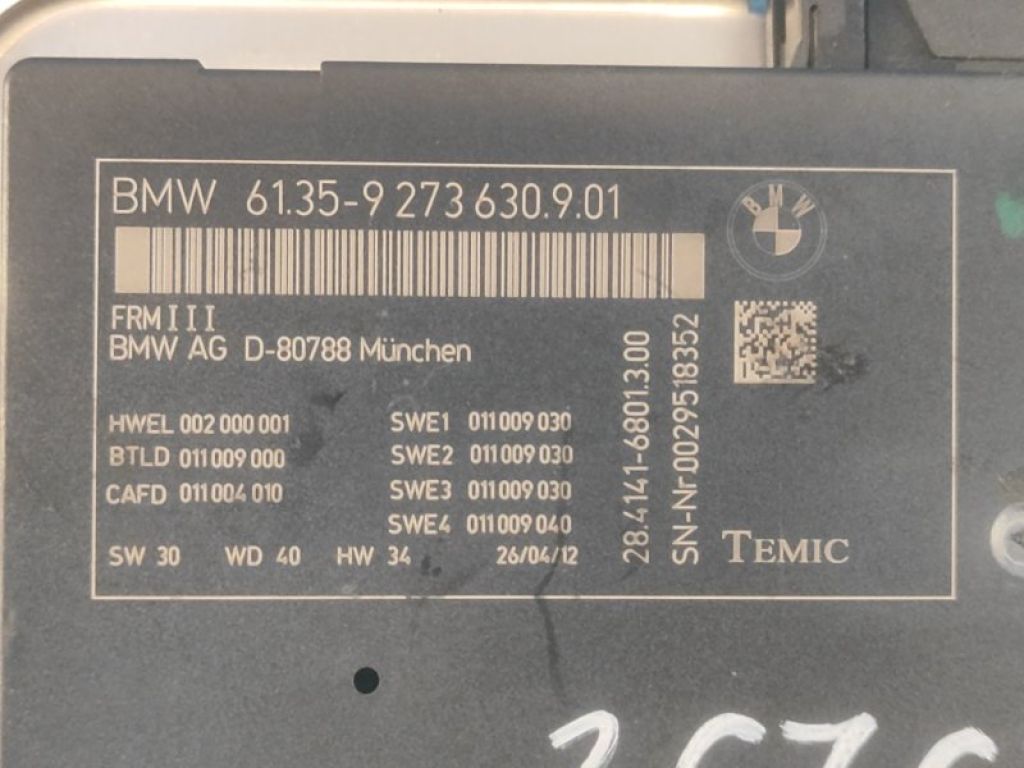 BMW 61.35-9 273 630.9.01
BMW
FRM III
BMW AG D-80788 München
HWEL 002 000 001
BTLD 011 009 000
CAFD 011 004 010
SWE1 011 009 030
SWE2 011 009 030
SWE3 011 009 030
SWE4 011 009 040
SW 30 WD 40 HW 34 26/04/12
28.4141-6801.3.00
SN-Nr0029518352
TEMIC